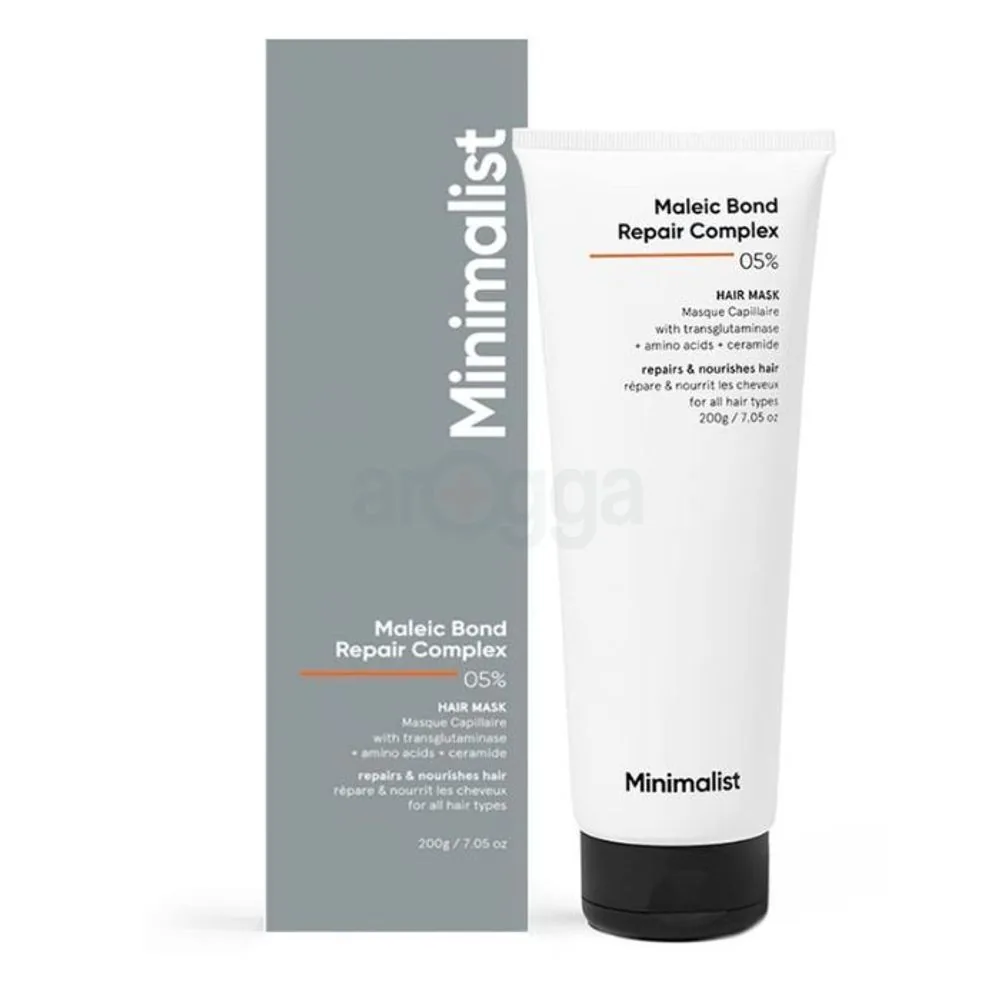 Minimalist
Maleic Bond
Repair Complex
05%
HAIR MASK
Masque Capillaire
with transglutaminase
+ amino acids + ceramide
repairs & nourishes hair
répare & nourrit les cheveux
for all hair types
200g / 7.05 oz
Maleic Bond
Repair Complex
05%
HAIR MASK
Masque Capillaire
with transglutaminase
+ amino acids + ceramide
repairs & nourishes hair
répare & nourrit les cheveux
for all hair types
200g / 7.05 oz
Minimalist
arogga